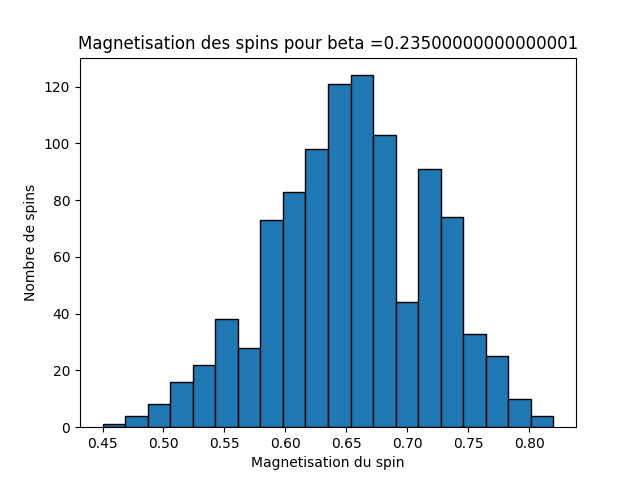 Magnetisation des spins pour beta =0.23500000000000001
120
100
80
60
40
20
0
Nombre de spins
0.45 0.50 0.55 0.60 0.65 0.70 0.75 0.80
Magnetisation du spin